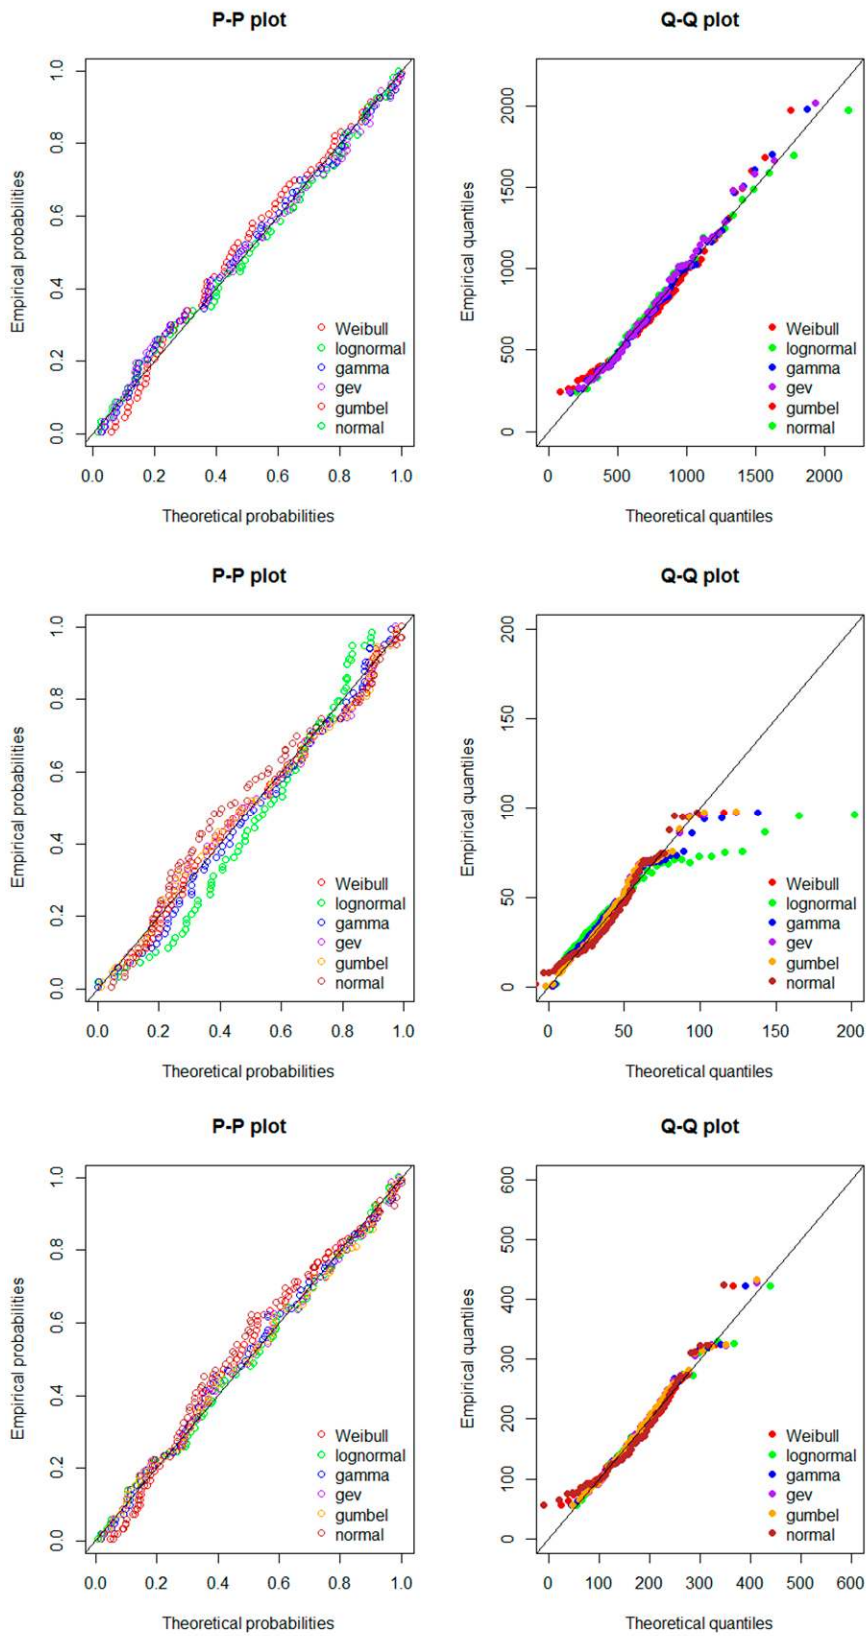 P-P plot
Empirical probabilities
1.0
0.8
0.6
0.4
0.2
0.0
Weibull
lognormal
gamma
gev
gumbel
normal
0.0 0.2 0.4 0.6 0.8 1.0
Theoretical probabilities
Q-Q plot
Empirical quantiles
2000
1500
1000
500
0
Weibull
lognormal
gamma
gev
gumbel
normal
0 500 1000 1500 2000
Theoretical quantiles
P-P plot
Empirical probabilities
1.0
0.8
0.6
0.4
0.2
0.0
Weibull
lognormal
gamma
gev
gumbel
normal
0.0 0.2 0.4 0.6 0.8 1.0
Theoretical probabilities
Q-Q plot
Empirical quantiles
200
150
100
50
0
Weibull
lognormal
gamma
gev
gumbel
normal
0 50 100 150 200
Theoretical quantiles
P-P plot
Empirical probabilities
1.0
0.8
0.6
0.4
0.2
0.0
Weibull
lognormal
gamma
gev
gumbel
normal
0.0 0.2 0.4 0.6 0.8 1.0
Theoretical probabilities
Q-Q plot
Empirical quantiles
600
500
400
300
200
100
0
Weibull
lognormal
gamma
gev
gumbel
normal
0 100 200 300 400 500 600
Theoretical quantiles